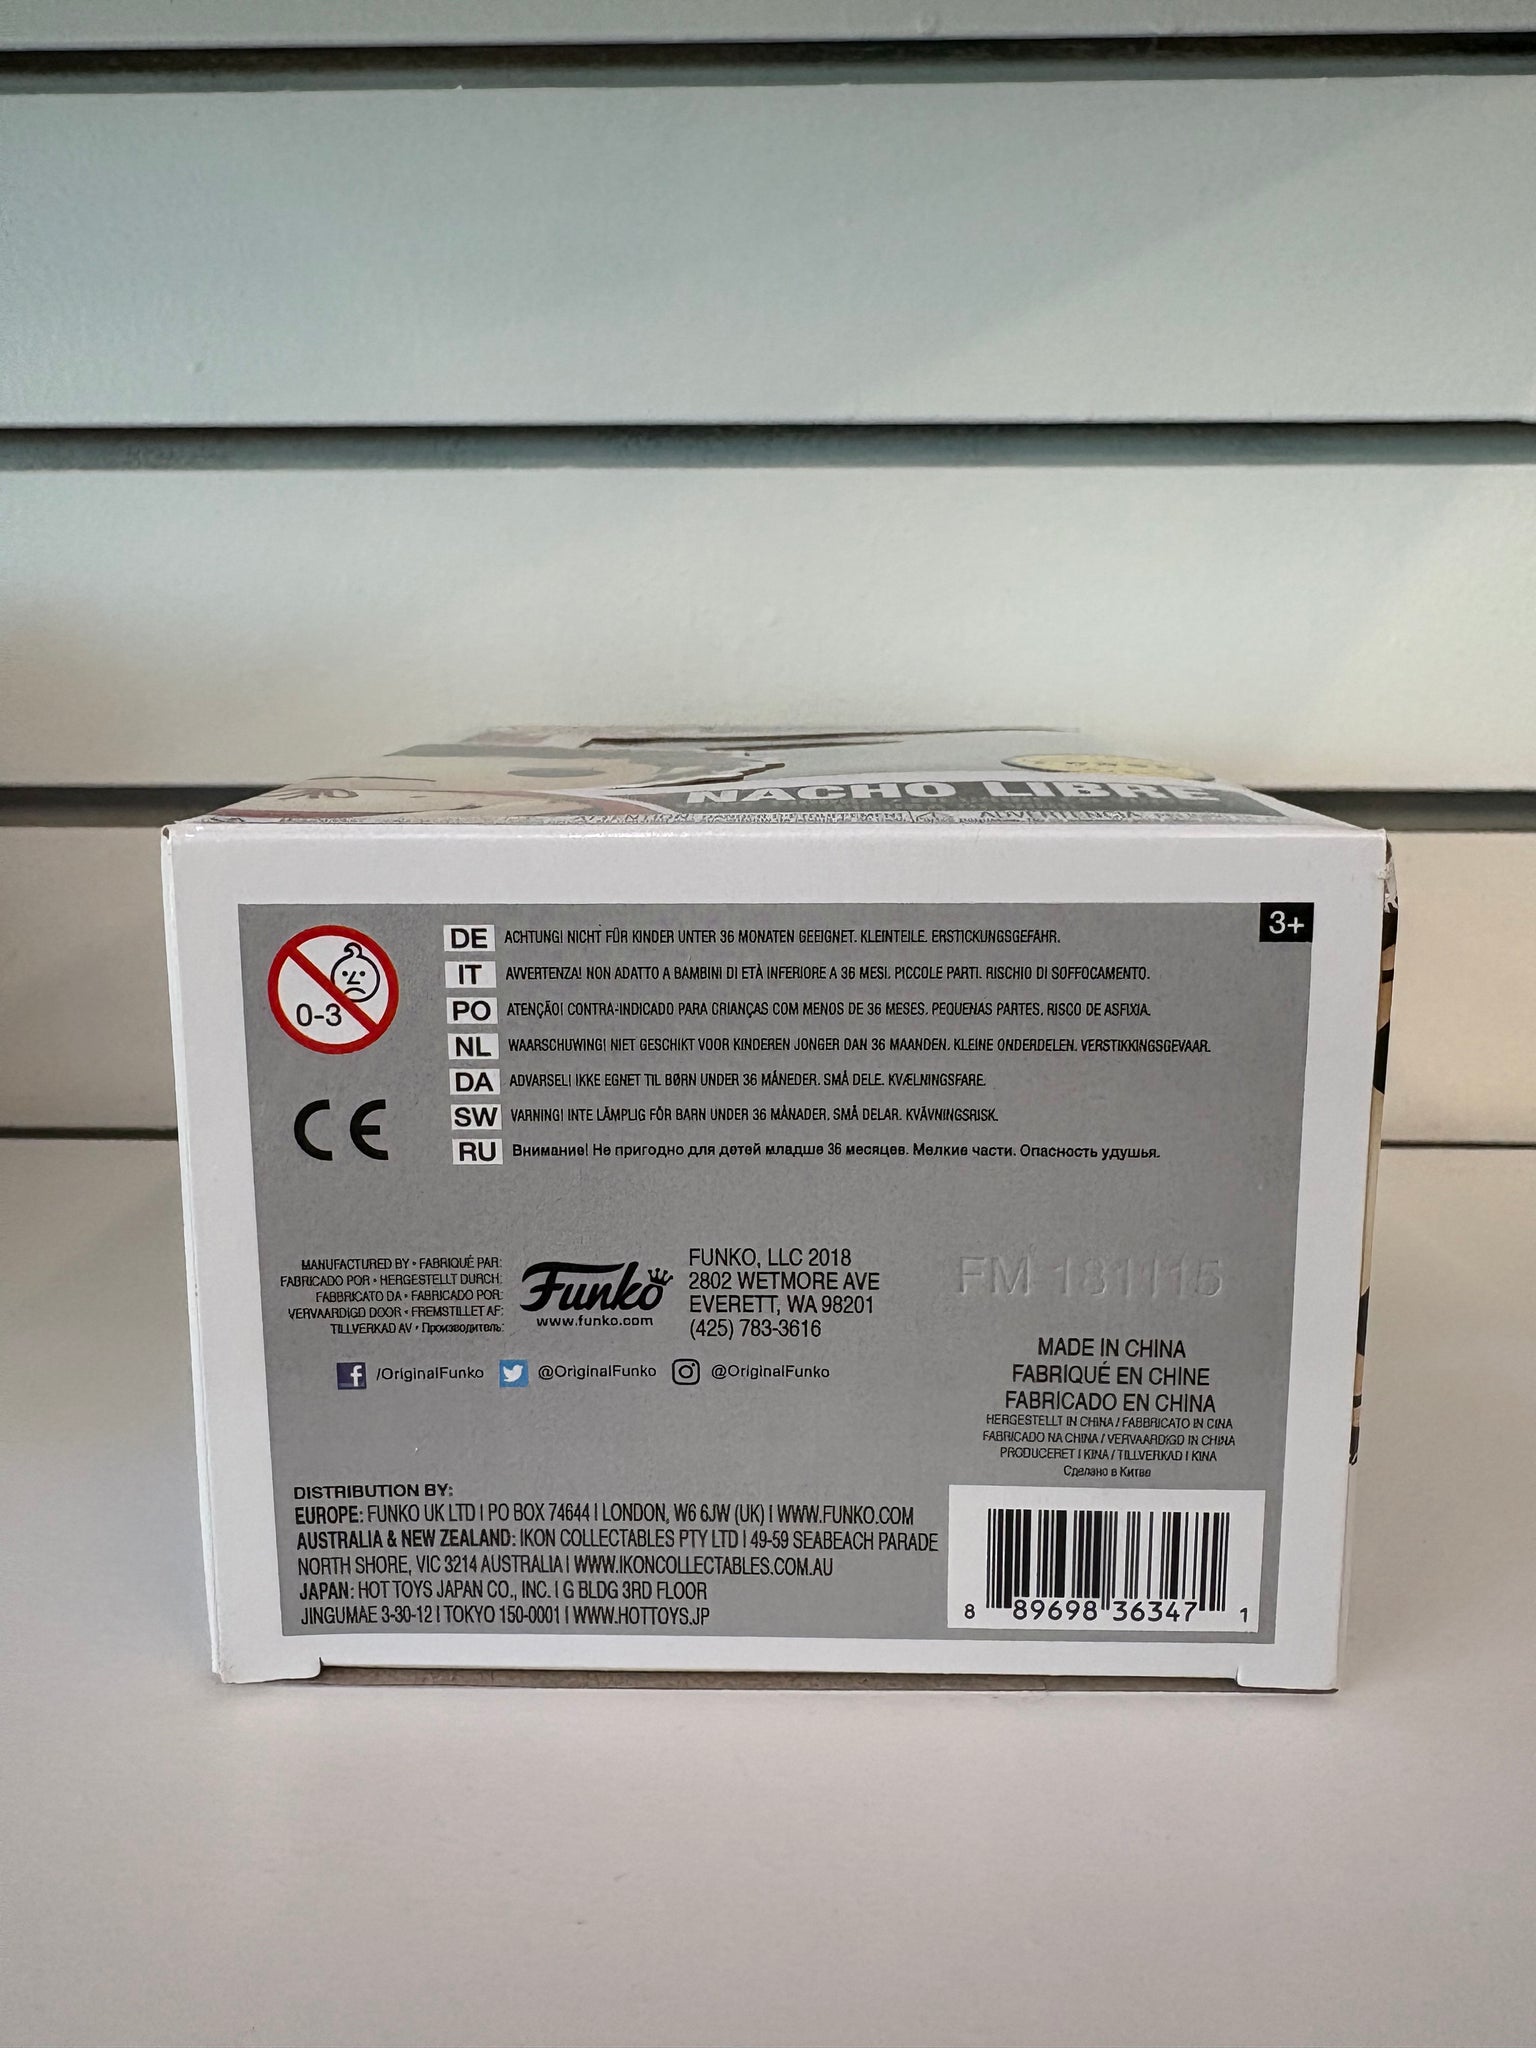 NACHO LIBRE
ADVERTENCIA
3+
0-3
DE ACHTUNG! NICHT FÜR KINDER UNTER 36 MONATEN GEEIGNET. KLEINTEILE. ERSTICKUNGSGEFAHR.
IT AVVERTENZA! NON ADATTO A BAMBINI DI ETÀ INFERIORE A 36 MESI. PICCOLE PARTI. RISCHIO DI SOFFOCAMENTO.
PO ATENÇÃO! CONTRA-INDICADO PARA CRIANÇAS COM MENOS DE 36 MESES. PEQUENAS PARTES. RISCO DE ASFIXIA.
NL WAARSCHUWING! NIET GESCHIKT VOOR KINDEREN JONGER DAN 36 MAANDEN. KLEINE ONDERDELEN. VERSTIKKINGSGEVAAR.
DA ADVARSEL! IKKE EGNET TIL BØRN UNDER 36 MÅNEDER. SMÅ DELE. KVÆLNINGSFARE.
SW VARNING! INTE LÄMPLIG FÖR BARN UNDER 36 MÅNADER. SMÅ DELAR. KVÄVNINGSRISK.
RU Внимание! Не пригодно для детей младше 36 месяцев. Мелкие части. Опасность удушья.
CE
MANUFACTURED BY • FABRIQUÉ PAR:
FABRICADO POR • HERGESTELLT DURCH:
FABBRICATO DA • FABRICADO POR:
VERVAARDIGD DOOR • FREMSTILLET AF:
TILLVERKAD AV • Производитель:
Funko
www.funko.com
FUNKO, LLC 2018
2802 WETMORE AVE
EVERETT, WA 98201
(425) 783-3616
/OriginalFunko @OriginalFunko @OriginalFunko
FM 181115
MADE IN CHINA
FABRIQUÉ EN CHINE
FABRICADO EN CHINA
HERGESTELLT IN CHINA / FABBRICATO IN CINA
FABRICADO NA CHINA / VERVAARDIGD IN CHINA
PRODUCERET I KINA / TILLVERKAD I KINA
Сделано в Китае
DISTRIBUTION BY:
EUROPE: FUNKO UK LTD | PO BOX 74644 | LONDON, W6 6JW (UK) | WWW.FUNKO.COM
AUSTRALIA & NEW ZEALAND: IKON COLLECTABLES PTY LTD | 49-59 SEABEACH PARADE
NORTH SHORE, VIC 3214 AUSTRALIA | WWW.IKONCOLLECTABLES.COM.AU
JAPAN: HOT TOYS JAPAN CO., INC. | G BLDG 3RD FLOOR
JINGUMAE 3-30-12 | TOKYO 150-0001 | WWW.HOTTOYS.JP
8 89698 36347 1